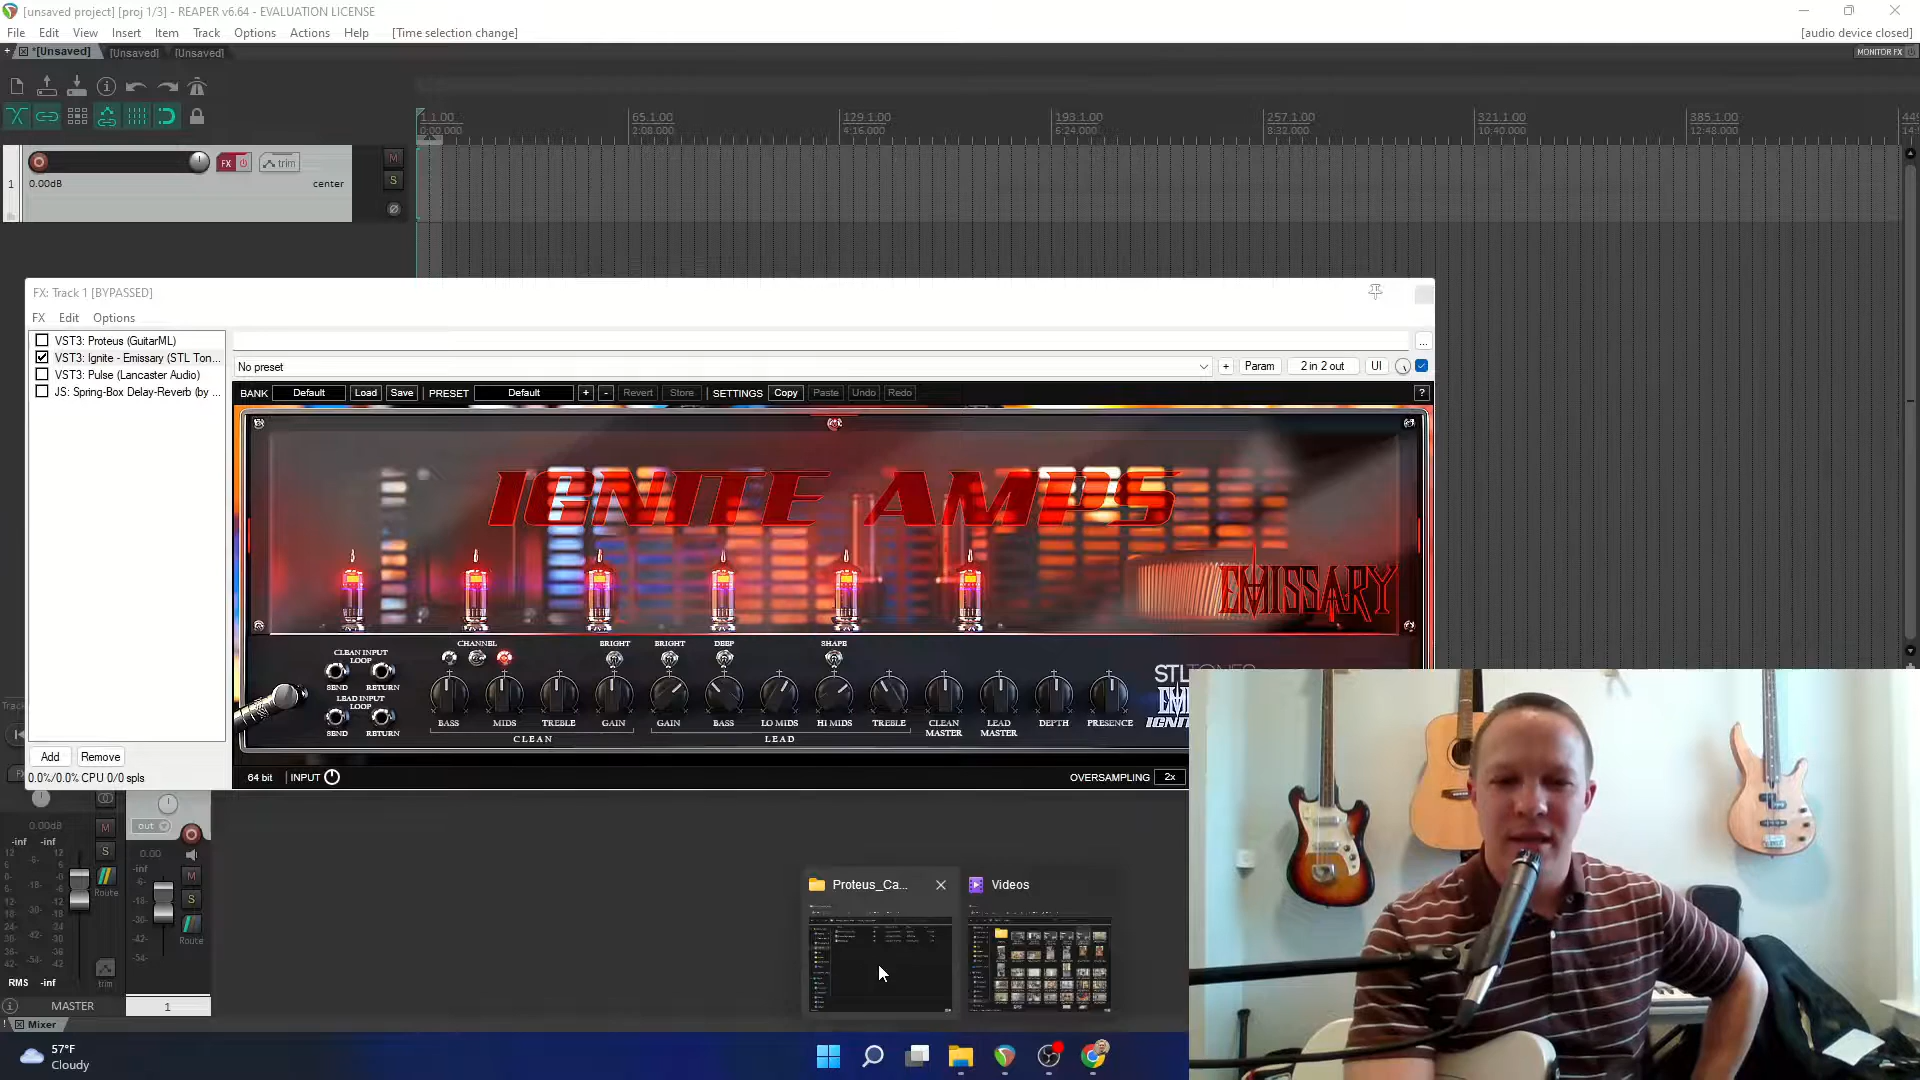 [unsaved project] [proj 1/3] - REAPER v6.64 - EVALUATION LICENSE
File Edit View Insert Item Track Options Actions Help [Time selection change] [audio device closed]
+ *[Unsaved] [Unsaved] [Unsaved] MONITOR FX
1.1.00 65.1.00 129.1.00 193.1.00 257.1.00 321.1.00 385.1.00
0:00.000 2:08.000 4:16.000 6:24.000 8:32.000 10:40.000 12:48.000
FX trim M
1 0.00dB center S
FX: Track 1 [BYPASSED]
FX Edit Options
VST3: Proteus (GuitarML)
VST3: Ignite - Emissary (STL Ton...
VST3: Pulse (Lancaster Audio)
JS: Spring-Box Delay-Reverb (by ...
...
No preset + Param 2 in 2 out UI
BANK Default Load Save PRESET Default + - Revert Store SETTINGS Copy Paste Undo Redo ?
IGNITE AMPS
EMISSARY
CHANNEL BRIGHT BRIGHT DEEP SHAPE
CLEAN INPUT
LOOP
SEND RETURN
LEAD INPUT
LOOP
SEND RETURN
BASS MIDS TREBLE GAIN GAIN BASS LO MIDS HI MIDS TREBLE CLEAN MASTER LEAD MASTER DEPTH PRESENCE
CLEAN LEAD
STL TONES
Add Remove
0.0%/0.0% CPU 0/0 spls
64 bit INPUT OVERSAMPLING 2x
out
0.00dB M 0.00
-inf -inf S -inf
Route
Route
trim
RMS -inf
MASTER 1
Mixer
Proteus_Ca... Videos
57°F
Cloudy